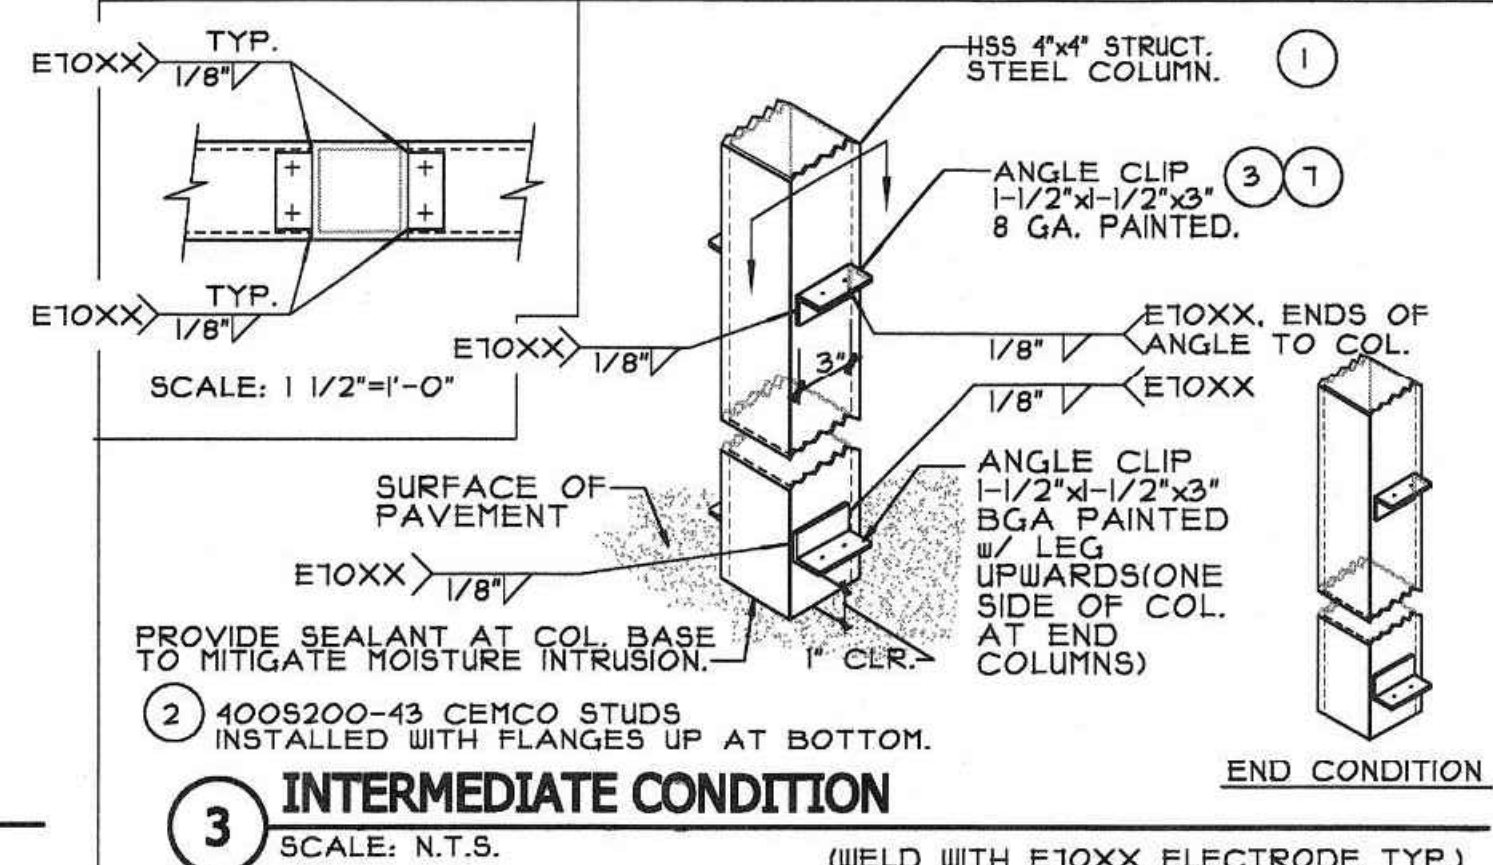 TYP.
E70XX
1/8"
TYP.
E70XX
1/8"
SCALE: 1 1/2"=1'-0"
HSS 4"x4" STRUCT.
STEEL COLUMN.
1
ANGLE CLIP
1-1/2"x1-1/2"x3"
8 GA. PAINTED.
3
7
E70XX
1/8"
3"
1/8"
E70XX, ENDS OF
ANGLE TO COL.
1/8"
E70XX
SURFACE OF
PAVEMENT
E70XX
1/8"
ANGLE CLIP
1-1/2"x1-1/2"x3"
8GA PAINTED
w/ LEG
UPWARDS(ONE
SIDE OF COL.
AT END
COLUMNS)
PROVIDE SEALANT AT COL. BASE
TO MITIGATE MOISTURE INTRUSION.
1" CLR.
2
400S200-43 CEMCO STUDS
INSTALLED WITH FLANGES UP AT BOTTOM.
END CONDITION
3
INTERMEDIATE CONDITION
SCALE: N.T.S.
(WELD WITH E70XX ELECTRODE TYP.)